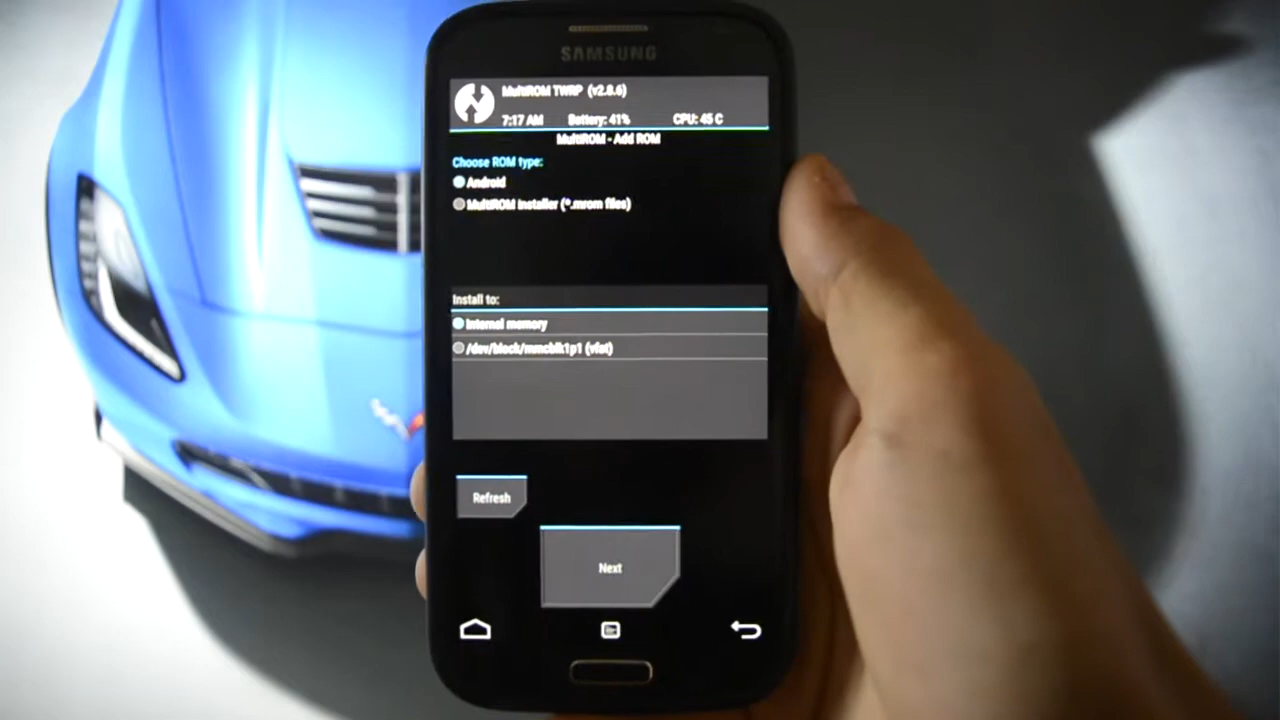 SAMSUNG
MultiROM TWRP (v2.8.6)
7:17 AM Battery: 41% CPU: 45 C
MultiROM - Add ROM
Choose ROM type:
Android
MultiROM installer (*.mrom files)
Install to:
Internal memory
/dev/block/mmcblk1p1 (vfat)
Refresh
Next